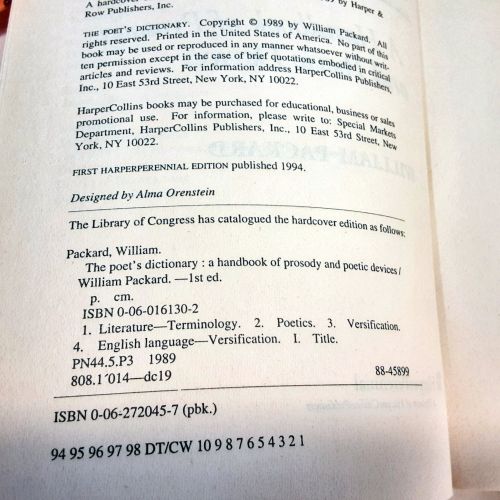 A hardcover
by Harper &
Row Publishers, Inc.
THE POET'S DICTIONARY. Copyright © 1989 by William Packard. All
rights reserved. Printed in the United States of America. No part of this
book may be used or reproduced in any manner whatsoever without writ-
ten permission except in the case of brief quotations embodied in critical
articles and reviews. For information address HarperCollins Publishers,
Inc., 10 East 53rd Street, New York, NY 10022.
HarperCollins books may be purchased for educational, business or sales
promotional use. For information, please write to: Special Markets
Department, HarperCollins Publishers, Inc., 10 East 53rd Street, New
York, NY 10022.
FIRST HARPERPERENNIAL EDITION published 1994.
Designed by Alma Orenstein
The Library of Congress has catalogued the hardcover edition as follows:
Packard, William.
The poet's dictionary : a handbook of prosody and poetic devices /
William Packard. —1st ed.
p. cm.
ISBN 0-06-016130-2
1. Literature—Terminology. 2. Poetics. 3. Versification.
4. English language—Versification. 1. Title.
PN44.5.P3 1989
808.1'014—dc19 88-45899
ISBN 0-06-272045-7 (pbk.)
94 95 96 97 98 DT/CW 10 9 8 7 6 5 4 3 2 1